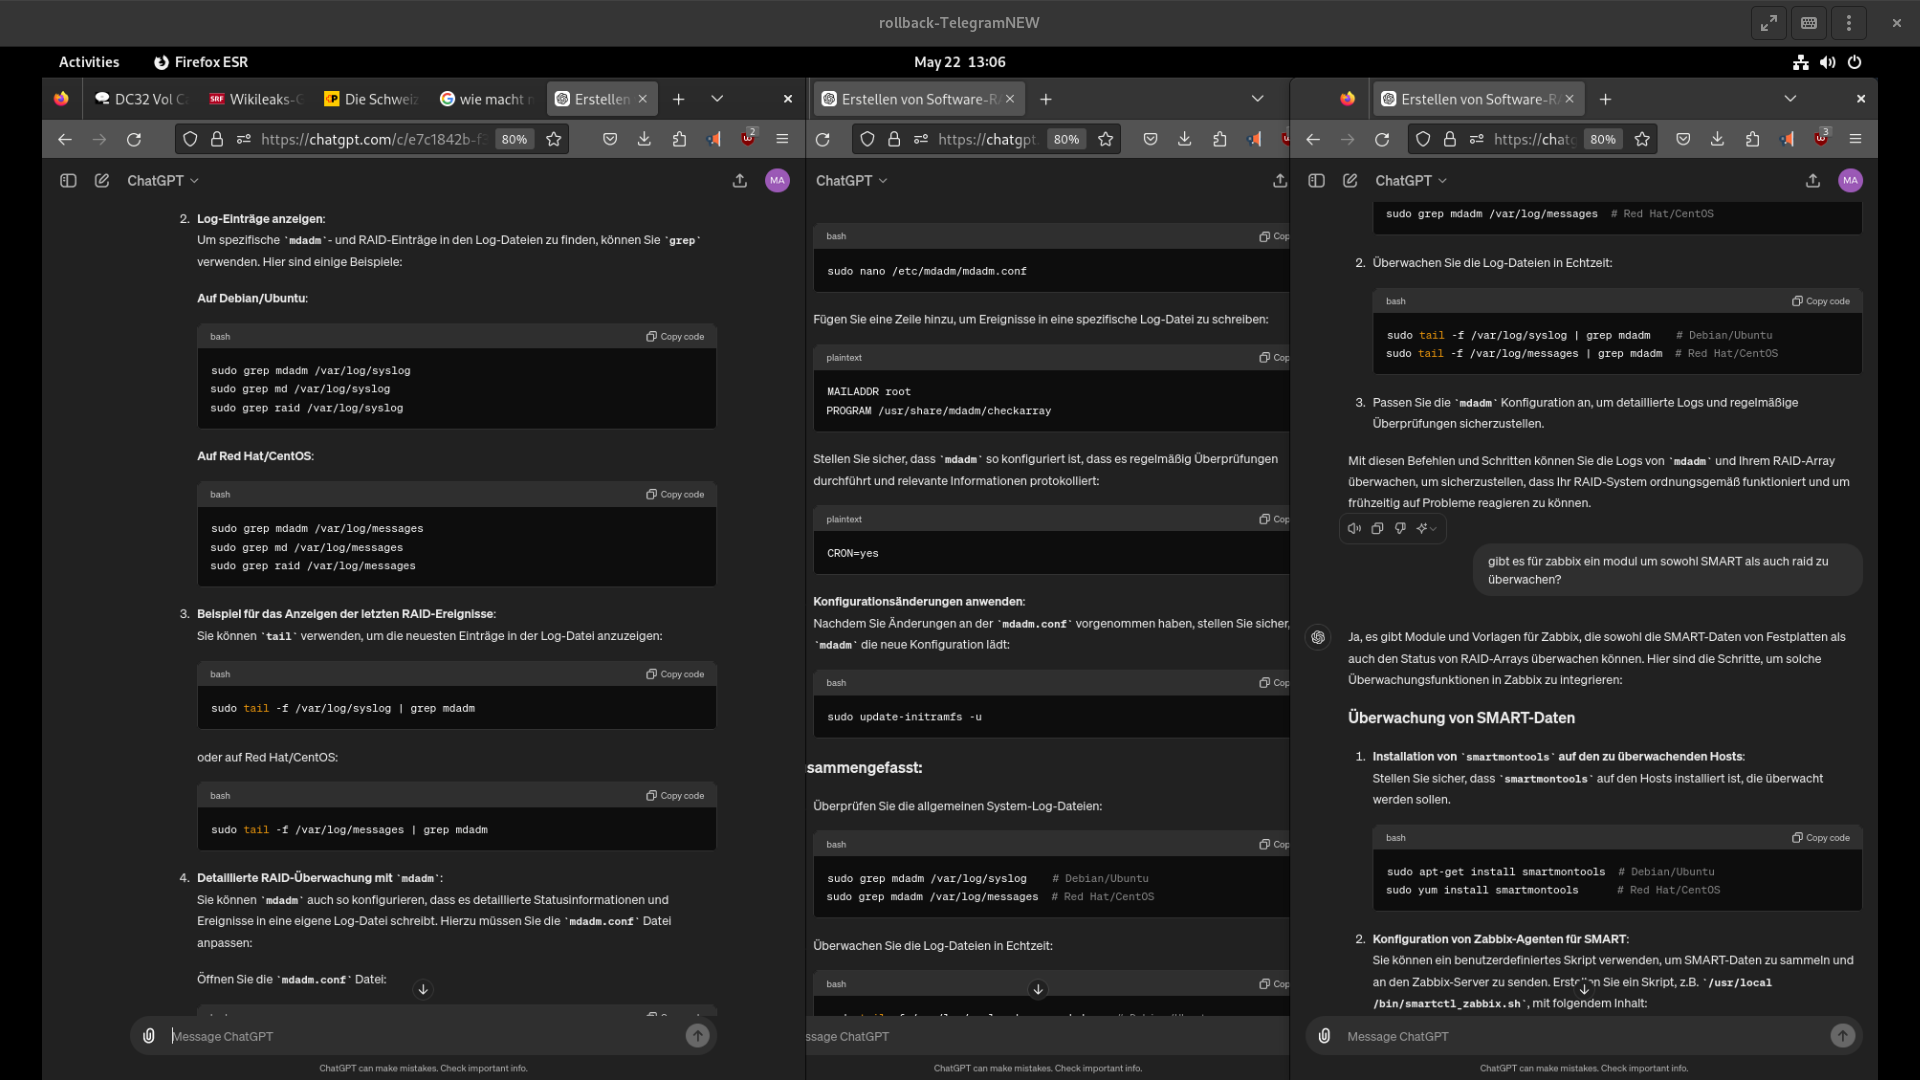 rollback-TelegramNEW
Activities
Firefox ESR
May 22 13:06
DC32 Vol C
Wikileaks-G
Die Schweiz
wie macht
Erstellen
https://chatgpt.com/c/e7c1842b-f
80%
2
ChatGPT
MA
2. Log-Einträge anzeigen:
Um spezifische `mdadm`- und RAID-Einträge in den Log-Dateien zu finden, können Sie `grep`
verwenden. Hier sind einige Beispiele:
Auf Debian/Ubuntu:
bash
Copy code
sudo grep mdadm /var/log/syslog
sudo grep md /var/log/syslog
sudo grep raid /var/log/syslog
Auf Red Hat/CentOS:
bash
Copy code
sudo grep mdadm /var/log/messages
sudo grep md /var/log/messages
sudo grep raid /var/log/messages
3. Beispiel für das Anzeigen der letzten RAID-Ereignisse:
Sie können `tail` verwenden, um die neuesten Einträge in der Log-Datei anzuzeigen:
bash
Copy code
sudo tail -f /var/log/syslog | grep mdadm
oder auf Red Hat/CentOS:
bash
Copy code
sudo tail -f /var/log/messages | grep mdadm
4. Detaillierte RAID-Überwachung mit `mdadm`:
Sie können `mdadm` auch so konfigurieren, dass es detaillierte Statusinformationen und
Ereignisse in eine eigene Log-Datei schreibt. Hierzu müssen Sie die `mdadm.conf` Datei
anpassen:
Öffnen Sie die `mdadm.conf` Datei:
Message ChatGPT
ChatGPT can make mistakes. Check important info.
Erstellen von Software-RA
https://chatgpt.
80%
ChatGPT
bash
Cop
sudo nano /etc/mdadm/mdadm.conf
Fügen Sie eine Zeile hinzu, um Ereignisse in eine spezifische Log-Datei zu schreiben:
plaintext
Cop
MAILADDR root
PROGRAM /usr/share/mdadm/checkarray
Stellen Sie sicher, dass `mdadm` so konfiguriert ist, dass es regelmäßig Überprüfungen
durchführt und relevante Informationen protokolliert:
plaintext
Cop
CRON=yes
Konfigurationsänderungen anwenden:
Nachdem Sie Änderungen an der `mdadm.conf` vorgenommen haben, stellen Sie sicher,
`mdadm` die neue Konfiguration lädt:
bash
Cop
sudo update-initramfs -u
sammengefasst:
Überprüfen Sie die allgemeinen System-Log-Dateien:
bash
Cop
sudo grep mdadm /var/log/syslog # Debian/Ubuntu
sudo grep mdadm /var/log/messages # Red Hat/CentOS
Überwachen Sie die Log-Dateien in Echtzeit:
bash
Cop
ssage ChatGPT
ChatGPT can make mistakes. Check important info.
Erstellen von Software-RA
https://chatg
80%
3
ChatGPT
MA
sudo grep mdadm /var/log/messages # Red Hat/CentOS
2. Überwachen Sie die Log-Dateien in Echtzeit:
bash
Copy code
sudo tail -f /var/log/syslog | grep mdadm # Debian/Ubuntu
sudo tail -f /var/log/messages | grep mdadm # Red Hat/CentOS
3. Passen Sie die `mdadm` Konfiguration an, um detaillierte Logs und regelmäßige
Überprüfungen sicherzustellen.
Mit diesen Befehlen und Schritten können Sie die Logs von `mdadm` und Ihrem RAID-Array
überwachen, um sicherzustellen, dass Ihr RAID-System ordnungsgemäß funktioniert und um
frühzeitig auf Probleme reagieren zu können.
gibt es für zabbix ein modul um sowohl SMART als auch raid zu
überwachen?
Ja, es gibt Module und Vorlagen für Zabbix, die sowohl die SMART-Daten von Festplatten als
auch den Status von RAID-Arrays überwachen können. Hier sind die Schritte, um solche
Überwachungsfunktionen in Zabbix zu integrieren:
Überwachung von SMART-Daten
1. Installation von `smartmontools` auf den zu überwachenden Hosts:
Stellen Sie sicher, dass `smartmontools` auf den Hosts installiert ist, die überwacht
werden sollen.
bash
Copy code
sudo apt-get install smartmontools # Debian/Ubuntu
sudo yum install smartmontools # Red Hat/CentOS
2. Konfiguration von Zabbix-Agenten für SMART:
Sie können ein benutzerdefiniertes Skript verwenden, um SMART-Daten zu sammeln und
an den Zabbix-Server zu senden. Erstellen Sie ein Skript, z.B. `/usr/local
/bin/smartctl_zabbix.sh`, mit folgendem Inhalt:
Message ChatGPT
ChatGPT can make mistakes. Check important info.